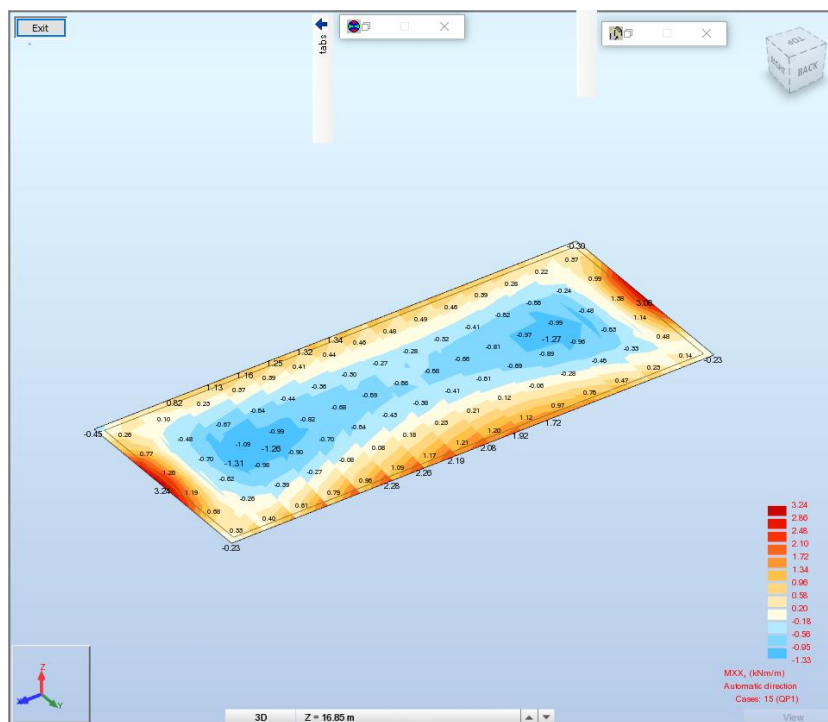 Exit
tabs
TOP
RIGHT
BACK
-0.30
0.37
0.22 0.99
0.28 -0.24 1.38 3.06
0.39 -0.66 -0.48 1.14
0.46 -0.62 -0.99 -0.63 0.48
0.49 -0.41 -0.97 -1.27 -0.96 -0.33 0.14 -0.23
1.34 0.46 0.48 -0.32 -0.81 -0.89 -0.46 0.23
1.32 0.44 -0.28 -0.66 -0.69 -0.28 0.47
1.25 0.41 -0.27 -0.68 -0.61 -0.06 0.76
1.16 0.39 -0.30 -0.66 -0.41 0.12 0.97 1.72
1.13 0.37 -0.36 -0.69 -0.38 0.21 1.12 1.92
0.82 0.23 -0.44 -0.68 -0.43 0.23 1.20 2.08
0.10 -0.64 -0.82 -0.64 0.18 1.21 2.19
-0.45 0.26 -0.48 -0.67 -0.99 -0.70 0.08 1.17 2.26
0.77 -0.70 -1.09 -1.26 -0.90 -0.08 1.09 2.28
1.26 -0.62 -1.31 -0.98 -0.27 0.96
3.24 1.19 -0.26 -0.39 0.79
0.68 0.40 0.61
0.33
-0.23
3.24
2.86
2.48
2.10
1.72
1.34
0.96
0.58
0.20
-0.18
-0.56
-0.95
-1.33
MXX, (kNm/m)
Automatic direction
Cases: 15 (QP1)
Z
X
Y
3D Z = 16.85 m View